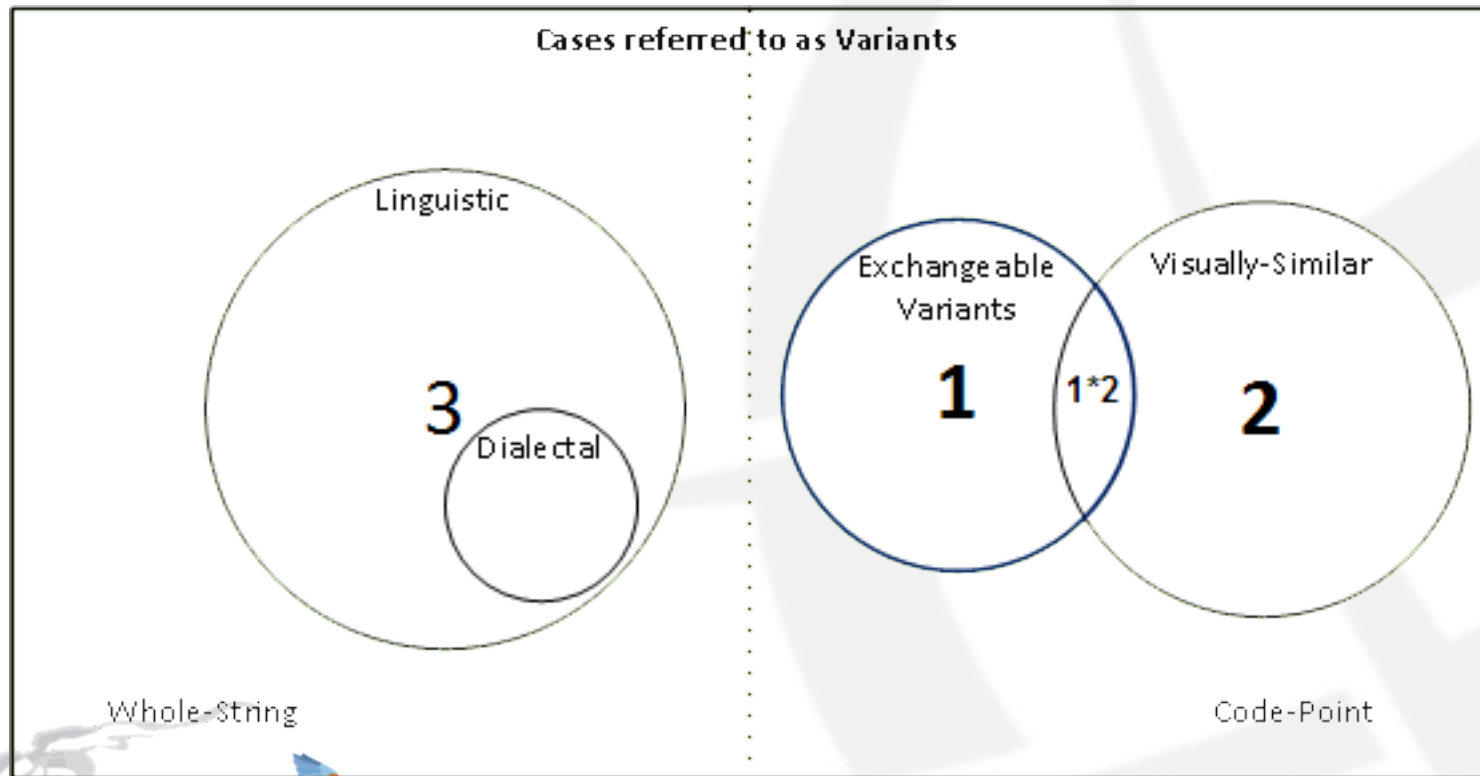 Cases referred to as Variants
Linguistic
3
Dialectal
Whole-String
Exchangeable
Variants
1
1*2
Visually-Similar
2
Code-Point